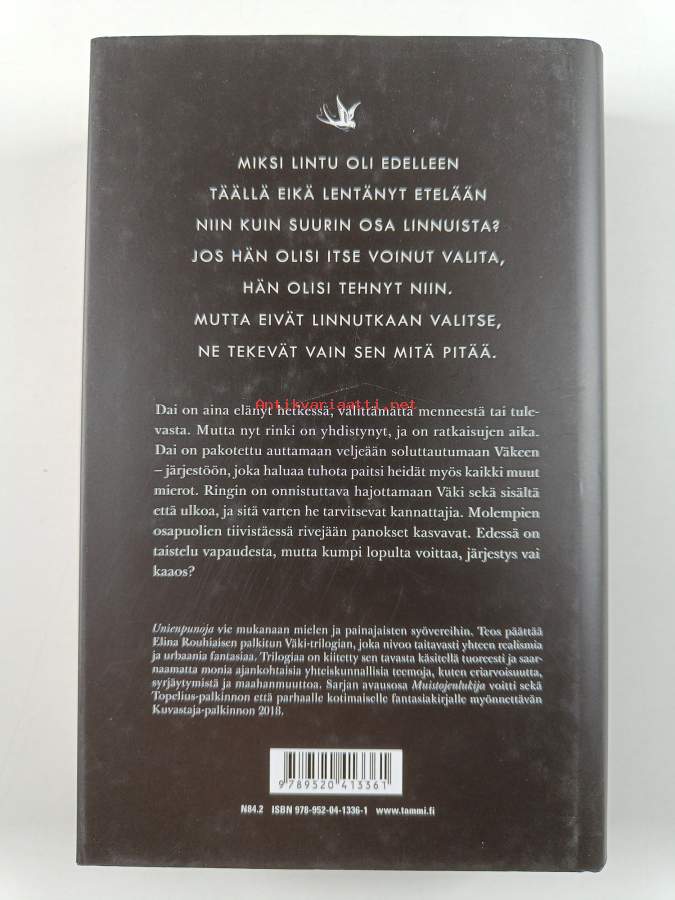 MIKSI LINTU OLI EDELLEEN
TÄÄLLÄ EIKÄ LENTÄNYT ETELÄÄN
NIIN KUIN SUURIN OSA LINNUISTA?
JOS HÄN OLISI ITSE VOINUT VALITA,
HÄN OLISI TEHNYT NIIN.
MUTTA EIVÄT LINNUTKAAN VALITSE,
NE TEKEVÄT VAIN SEN MITÄ PITÄÄ.
Antikvariaatti.net
Dai on aina elänyt hetkessä, välittämättä menneestä tai tule-
vasta. Mutta nyt rinki on yhdistynyt, ja on ratkaisujen aika.
Dai on pakotettu auttamaan veljeään soluttautumaan Väkeen
– järjestöön, joka haluaa tuhota paitsi heidät myös kaikki muut
mierot. Ringin on onnistuttava hajottamaan Väki sekä sisältä
että ulkoa, ja sitä varten he tarvitsevat kannattajia. Molempien
osapuolien tiivistäessä rivejään panokset kasvavat. Edessä on
taistelu vapaudesta, mutta kumpi lopulta voittaa, järjestys vai
kaaos?
Unienpunoja vie mukanaan mielen ja painajaisten syövereihin. Teos päättää
Elina Rouhiaisen palkitun Väki-trilogian, joka nivoo taitavasti yhteen realismia
ja urbaania fantasiaa. Trilogiaa on kiitetty sen tavasta käsitellä tuoreesti ja saar-
naamatta monia ajankohtaisia yhteiskunnallisia teemoja, kuten eriarvoisuutta,
syrjäytymistä ja maahanmuuttoa. Sarjan avausosa Muistojenlukija voitti sekä
Topelius-palkinnon että parhaalle kotimaiselle fantasiakirjalle myönnettävän
Kuvastaja-palkinnon 2018.
9 789520 413361
N84.2 ISBN 978-952-04-1336-1 www.tammi.fi